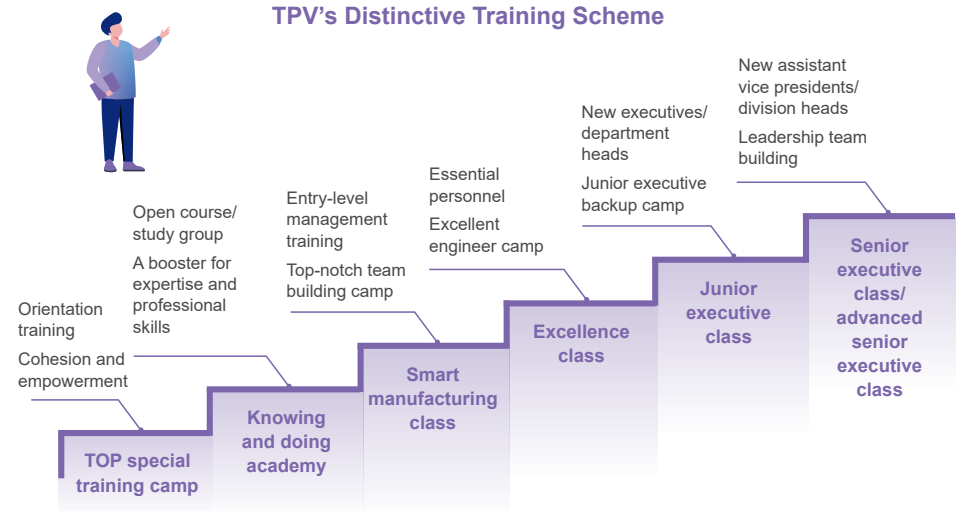 TPV's Distinctive Training Scheme
Orientation
training
Cohesion and
empowerment
TOP special
training camp
Open course/
study group
A booster for
expertise and
professional
skills
Knowing
and doing
academy
Entry-level
management
training
Top-notch team
building camp
Smart
manufacturing
class
Essential
personnel
Excellent
engineer camp
Excellence
class
New executives/
department
heads
Junior executive
backup camp
Junior
executive
class
New assistant
vice presidents/
division heads
Leadership team
building
Senior
executive
class/
advanced
senior
executive
class